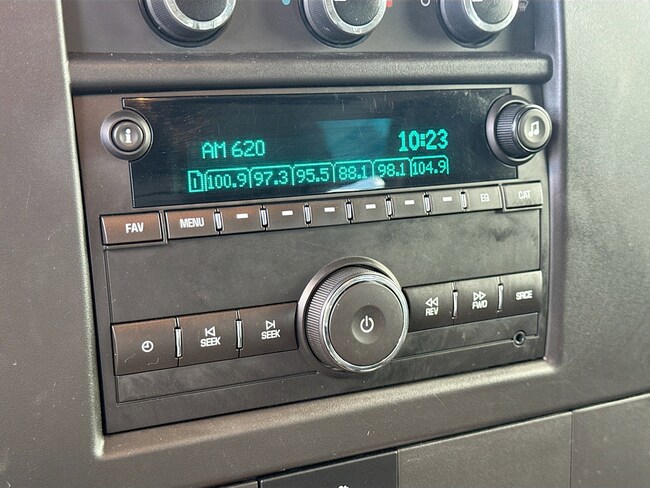 AM 620 10:23
1 100.9 97.3 95.5 88.1 98.1 104.9
FAV MENU EQ CAT
SEEK SEEK REV FWD SRCE